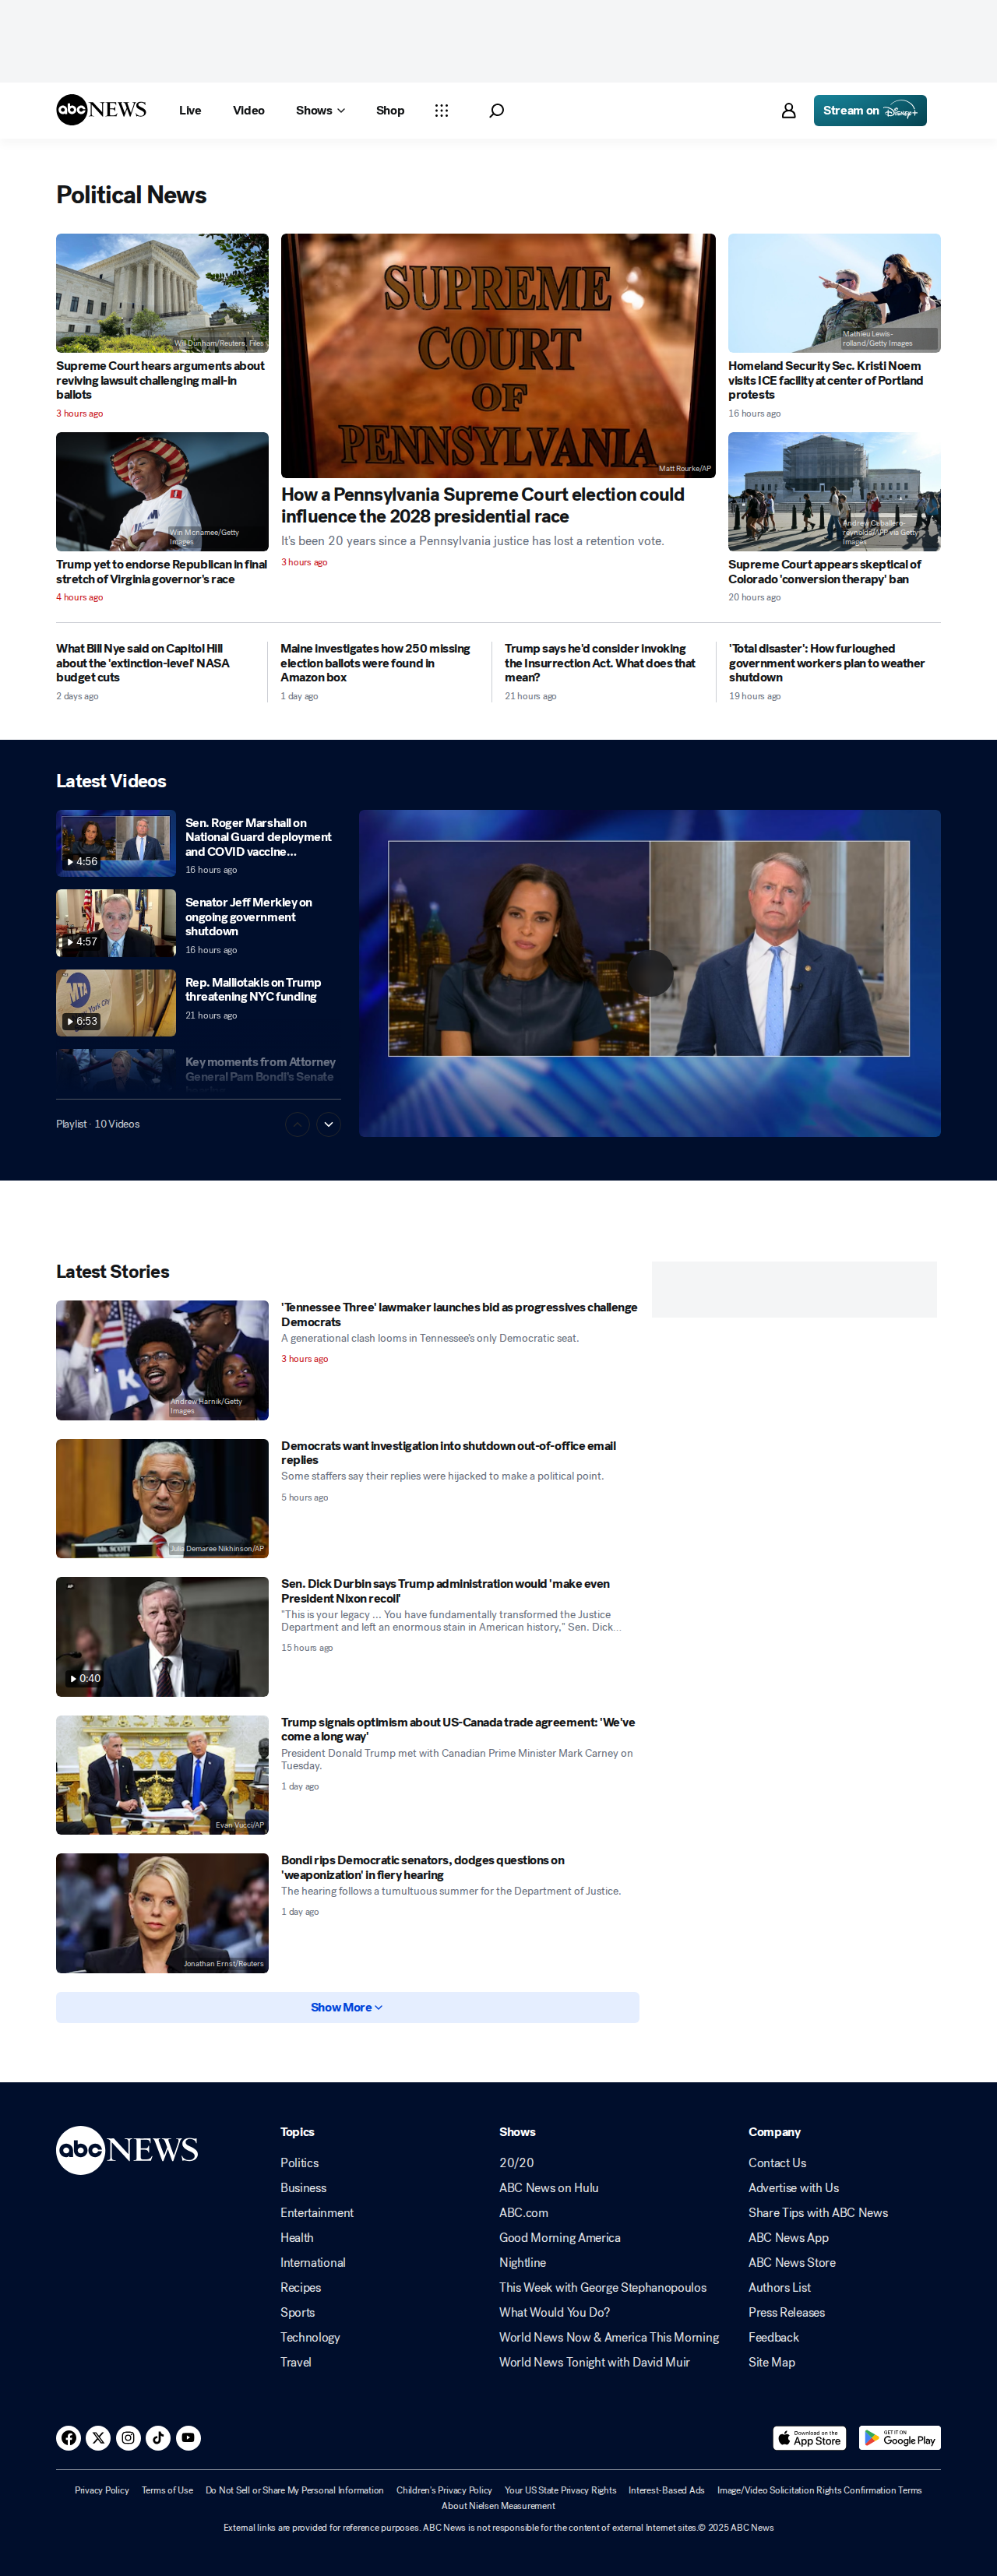 abc NEWS
Live
Video
Shows
Shop
Stream on Disney+
Political News
Will Dunham/Reuters, Files
Supreme Court hears arguments about
reviving lawsuit challenging mail-in
ballots
3 hours ago
Win Mcnamee/Getty
Images
Trump yet to endorse Republican in final
stretch of Virginia governor's race
4 hours ago
SUPREME
COURT
OF
PENNSYLVANIA
Matt Rourke/AP
How a Pennsylvania Supreme Court election could
influence the 2028 presidential race
It's been 20 years since a Pennsylvania justice has lost a retention vote.
3 hours ago
Mathieu Lewis-
rolland/Getty Images
Homeland Security Sec. Kristi Noem
visits ICE facility at center of Portland
protests
16 hours ago
Andrew Caballero-
reynolds/AFP via Getty
Images
Supreme Court appears skeptical of
Colorado 'conversion therapy' ban
20 hours ago
What Bill Nye said on Capitol Hill
about the 'extinction-level' NASA
budget cuts
2 days ago
Maine investigates how 250 missing
election ballots were found in
Amazon box
1 day ago
Trump says he'd consider invoking
the Insurrection Act. What does that
mean?
21 hours ago
'Total disaster': How furloughed
government workers plan to weather
shutdown
19 hours ago
Latest Videos
4:56
Sen. Roger Marshall on
National Guard deployment
and COVID vaccine...
16 hours ago
4:57
Senator Jeff Merkley on
ongoing government
shutdown
16 hours ago
MTA
York City
6:53
Rep. Malliotakis on Trump
threatening NYC funding
21 hours ago
Key moments from Attorney
General Pam Bondi's Senate
Playlist · 10 Videos
Latest Stories
Andrew Harnik/Getty
Images
'Tennessee Three' lawmaker launches bid as progressives challenge
Democrats
A generational clash looms in Tennessee's only Democratic seat.
3 hours ago
MR. SCOTT
Julia Demaree Nikhinson/AP
Democrats want investigation into shutdown out-of-office email
replies
Some staffers say their replies were hijacked to make a political point.
5 hours ago
AP
0:40
Sen. Dick Durbin says Trump administration would 'make even
President Nixon recoil'
"This is your legacy ... You have fundamentally transformed the Justice
Department and left an enormous stain in American history," Sen. Dick...
15 hours ago
Evan Vucci/AP
Trump signals optimism about US-Canada trade agreement: 'We've
come a long way'
President Donald Trump met with Canadian Prime Minister Mark Carney on
Tuesday.
1 day ago
Jonathan Ernst/Reuters
Bondi rips Democratic senators, dodges questions on
'weaponization' in fiery hearing
The hearing follows a tumultuous summer for the Department of Justice.
1 day ago
Show More
abc NEWS
Topics
Politics
Business
Entertainment
Health
International
Recipes
Sports
Technology
Travel
Shows
20/20
ABC News on Hulu
ABC.com
Good Morning America
Nightline
This Week with George Stephanopoulos
What Would You Do?
World News Now & America This Morning
World News Tonight with David Muir
Company
Contact Us
Advertise with Us
Share Tips with ABC News
ABC News App
ABC News Store
Authors List
Press Releases
Feedback
Site Map
Download on the
App Store
GET IT ON
Google Play
Privacy Policy Terms of Use Do Not Sell or Share My Personal Information Children's Privacy Policy Your US State Privacy Rights Interest-Based Ads Image/Video Solicitation Rights Confirmation Terms
About Nielsen Measurement
External links are provided for reference purposes. ABC News is not responsible for the content of external Internet sites.© 2025 ABC News